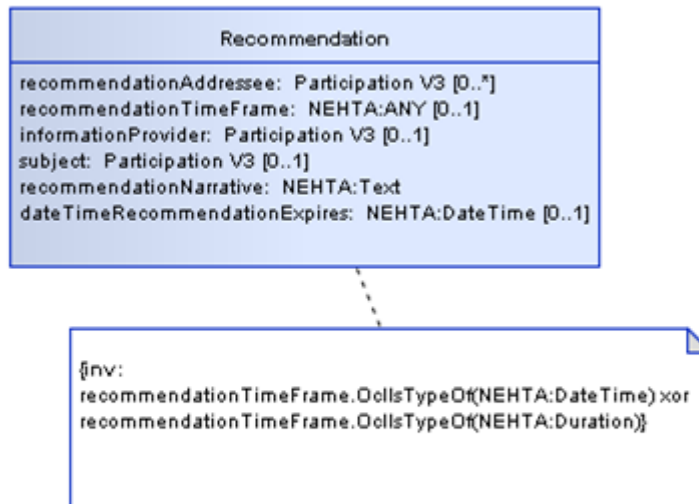 Recommendation
recommendationAddressee: Participation V3 [0..*]
recommendationTimeFrame: NEHTA:ANY [0..1]
informationProvider: Participation V3 [0..1]
subject: Participation V3 [0..1]
recommendationNarrative: NEHTA:Text
dateTimeRecommendationExpires: NEHTA:DateTime [0..1]
{inv:
recommendationTimeFrame.OclIsTypeOf(NEHTA:DateTime) xor
recommendationTimeFrame.OclIsTypeOf(NEHTA:Duration)}